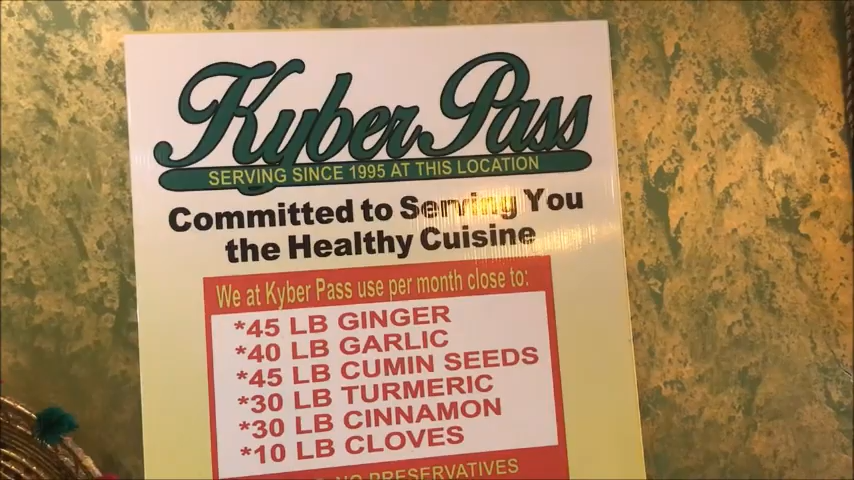 Kyber Pass
SERVING SINCE 1995 AT THIS LOCATION
Committed to Serving You
the Healthy Cuisine
We at Kyber Pass use per month close to:
*45 LB GINGER
*40 LB GARLIC
*45 LB CUMIN SEEDS
*30 LB TURMERIC
*30 LB CINNAMON
*10 LB CLOVES
NO PRESERVATIVES